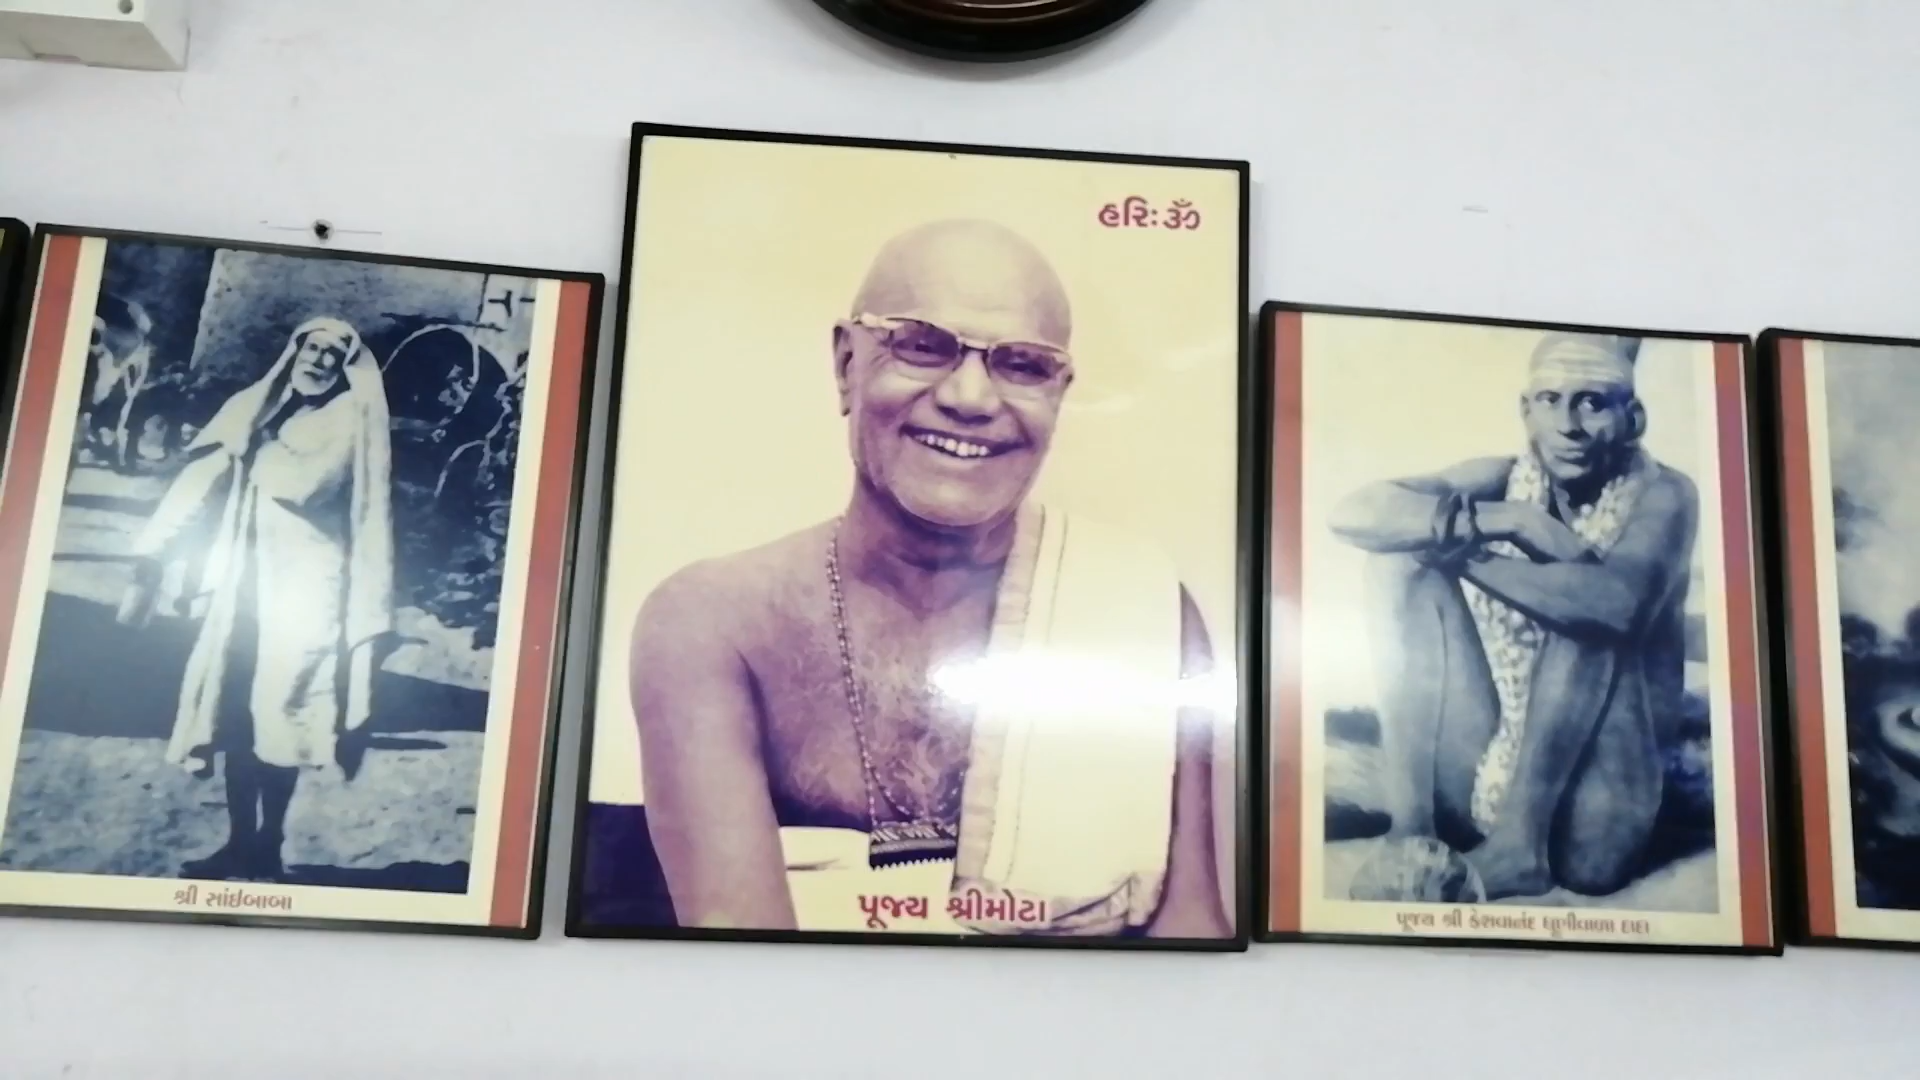 હરિઃૐ
શ્રી સાંઈબાબા
પૂજ્ય શ્રીમોટા
પૂજ્ય શ્રી કેશવાનંદ ધૂણીવાળા દાદા